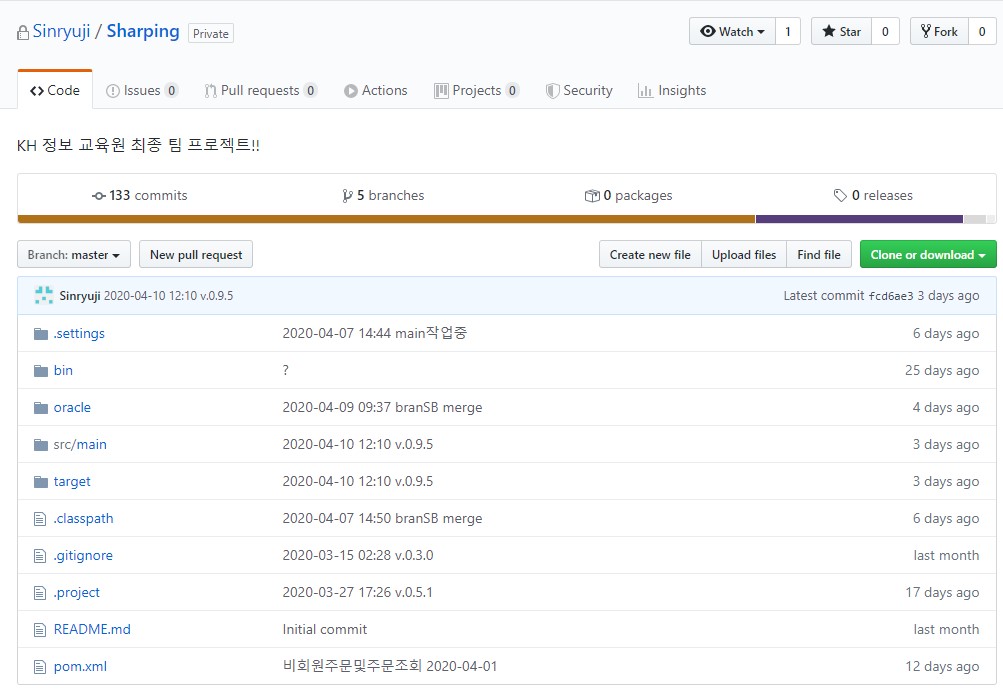 Sinryuji / Sharping Private Watch 1 Star 0 Fork 0
Code Issues 0 Pull requests 0 Actions Projects 0 Security Insights
KH 정보 교육원 최종 팀 프로젝트!!
133 commits 5 branches 0 packages 0 releases
Branch: master New pull request Create new file Upload files Find file Clone or download
Sinryuji 2020-04-10 12:10 v.0.9.5 Latest commit fcd6ae3 3 days ago
.settings 2020-04-07 14:44 main작업중 6 days ago
bin ? 25 days ago
oracle 2020-04-09 09:37 branSB merge 4 days ago
src/main 2020-04-10 12:10 v.0.9.5 3 days ago
target 2020-04-10 12:10 v.0.9.5 3 days ago
.classpath 2020-04-07 14:50 branSB merge 6 days ago
.gitignore 2020-03-15 02:28 v.0.3.0 last month
.project 2020-03-27 17:26 v.0.5.1 17 days ago
README.md Initial commit last month
pom.xml 비회원주문및주문조회 2020-04-01 12 days ago